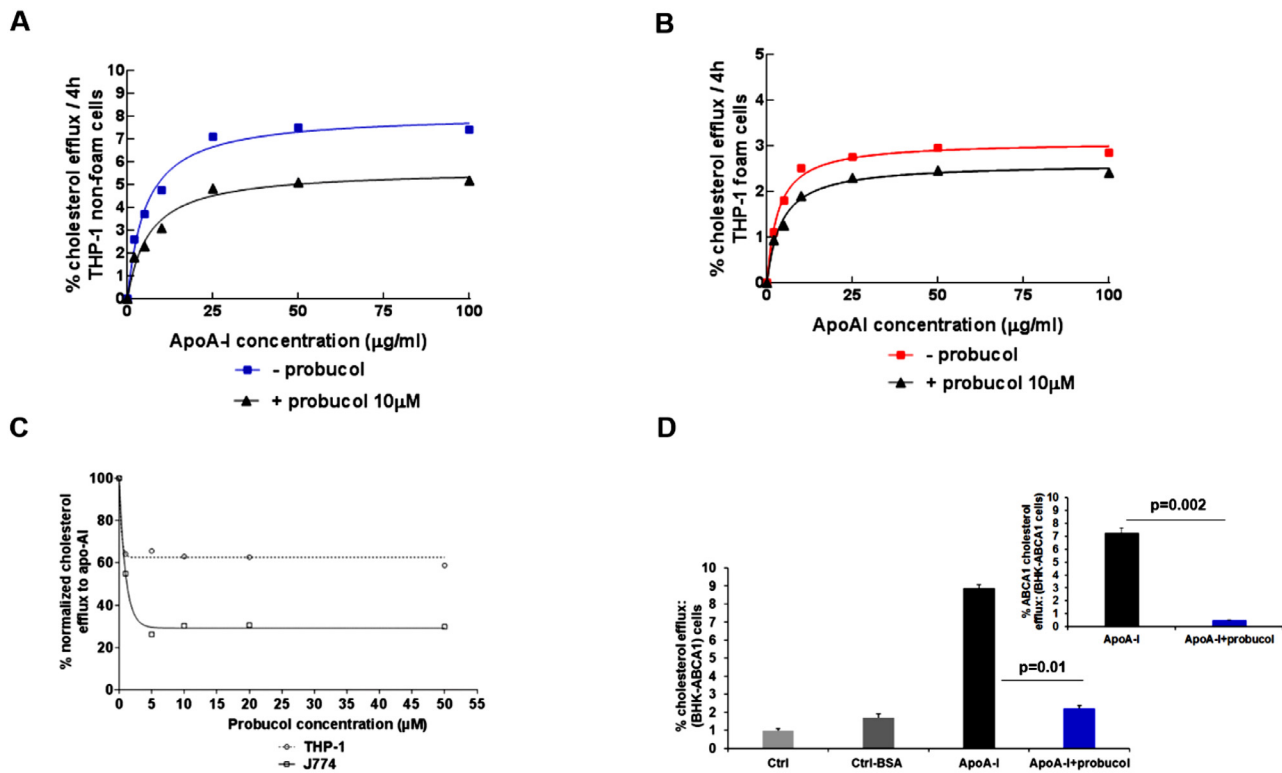 A
% cholesterol efflux / 4h
THP-1 non-foam cells
10
9
8
7
6
5
4
3
2
1
0
0 25 50 75 100
ApoA-I concentration (μg/ml)
- probucol
+ probucol 10μM
B
% cholesterol efflux / 4h
THP-1 foam cells
5
4
3
2
1
0
0 25 50 75 100
ApoAI concentration (μg/ml)
- probucol
+ probucol 10μM
C
% normalized cholesterol
efflux to apo-AI
100
80
60
40
20
0
0 5 10 15 20 25 30 35 40 45 50 55
Probucol concentration (μM)
THP-1
J774
D
% cholesterol efflux:
(BHK-ABCA1) cells
10
9
8
7
6
5
4
3
2
1
0
p=0.01
Ctrl Ctrl-BSA ApoA-I ApoA-I+probucol
% ABCA1 cholesterol
efflux: (BHK-ABCA1 cells)
10
9
8
7
6
5
4
3
2
1
0
p=0.002
ApoA-I ApoA-I+probucol